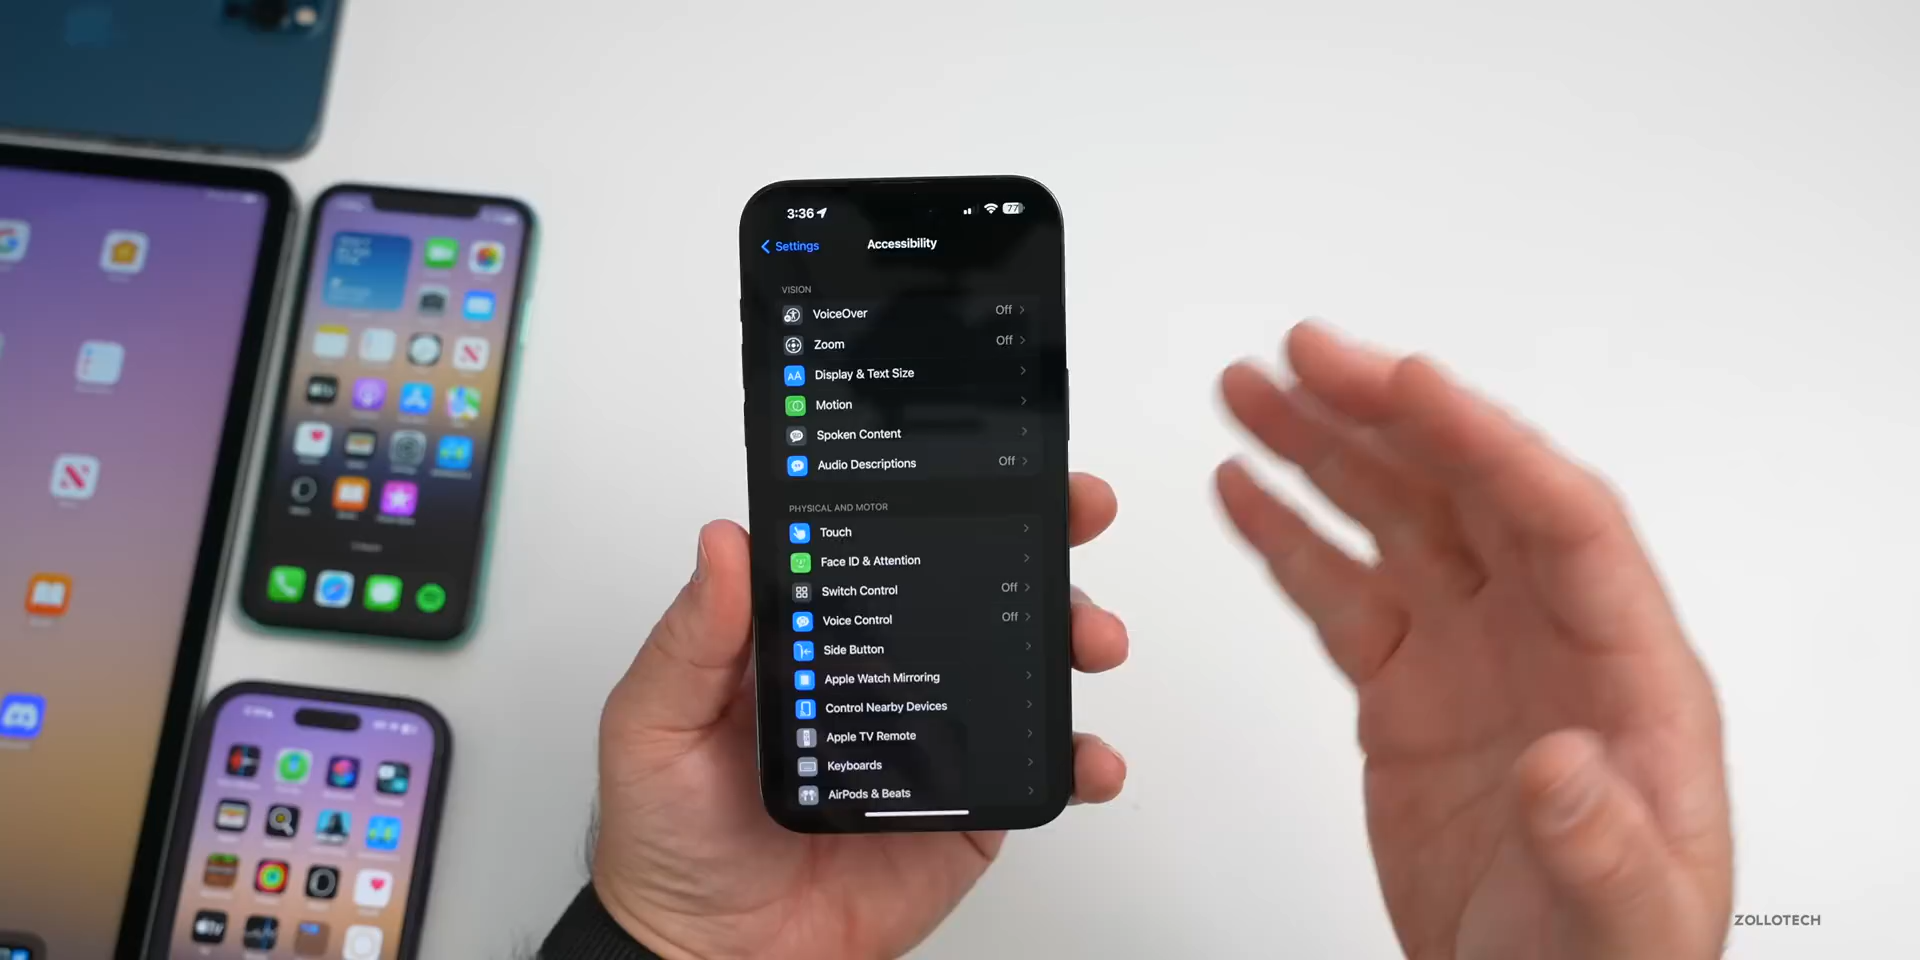 3:36
77
Settings
Accessibility
VISION
VoiceOver Off
Zoom Off
Display & Text Size
Motion
Spoken Content
Audio Descriptions Off
PHYSICAL AND MOTOR
Touch
Face ID & Attention
Switch Control Off
Voice Control Off
Side Button
Apple Watch Mirroring
Control Nearby Devices
Apple TV Remote
Keyboards
AirPods & Beats
ZOLLOTECH